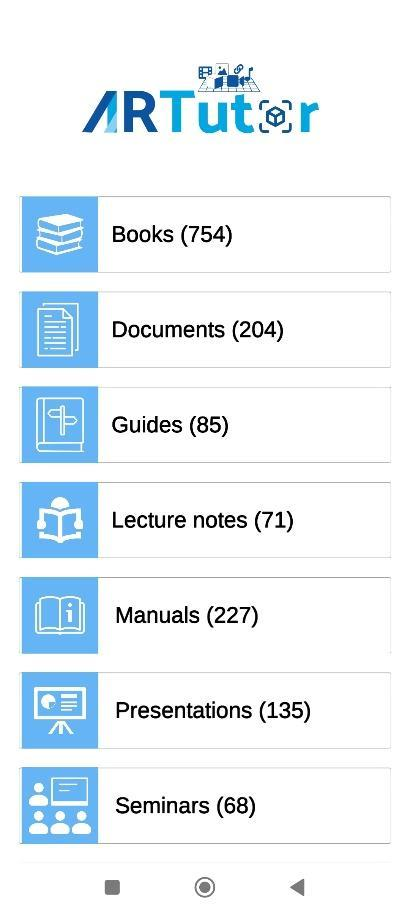 ARTutor
Books (754)
Documents (204)
Guides (85)
Lecture notes (71)
Manuals (227)
Presentations (135)
Seminars (68)